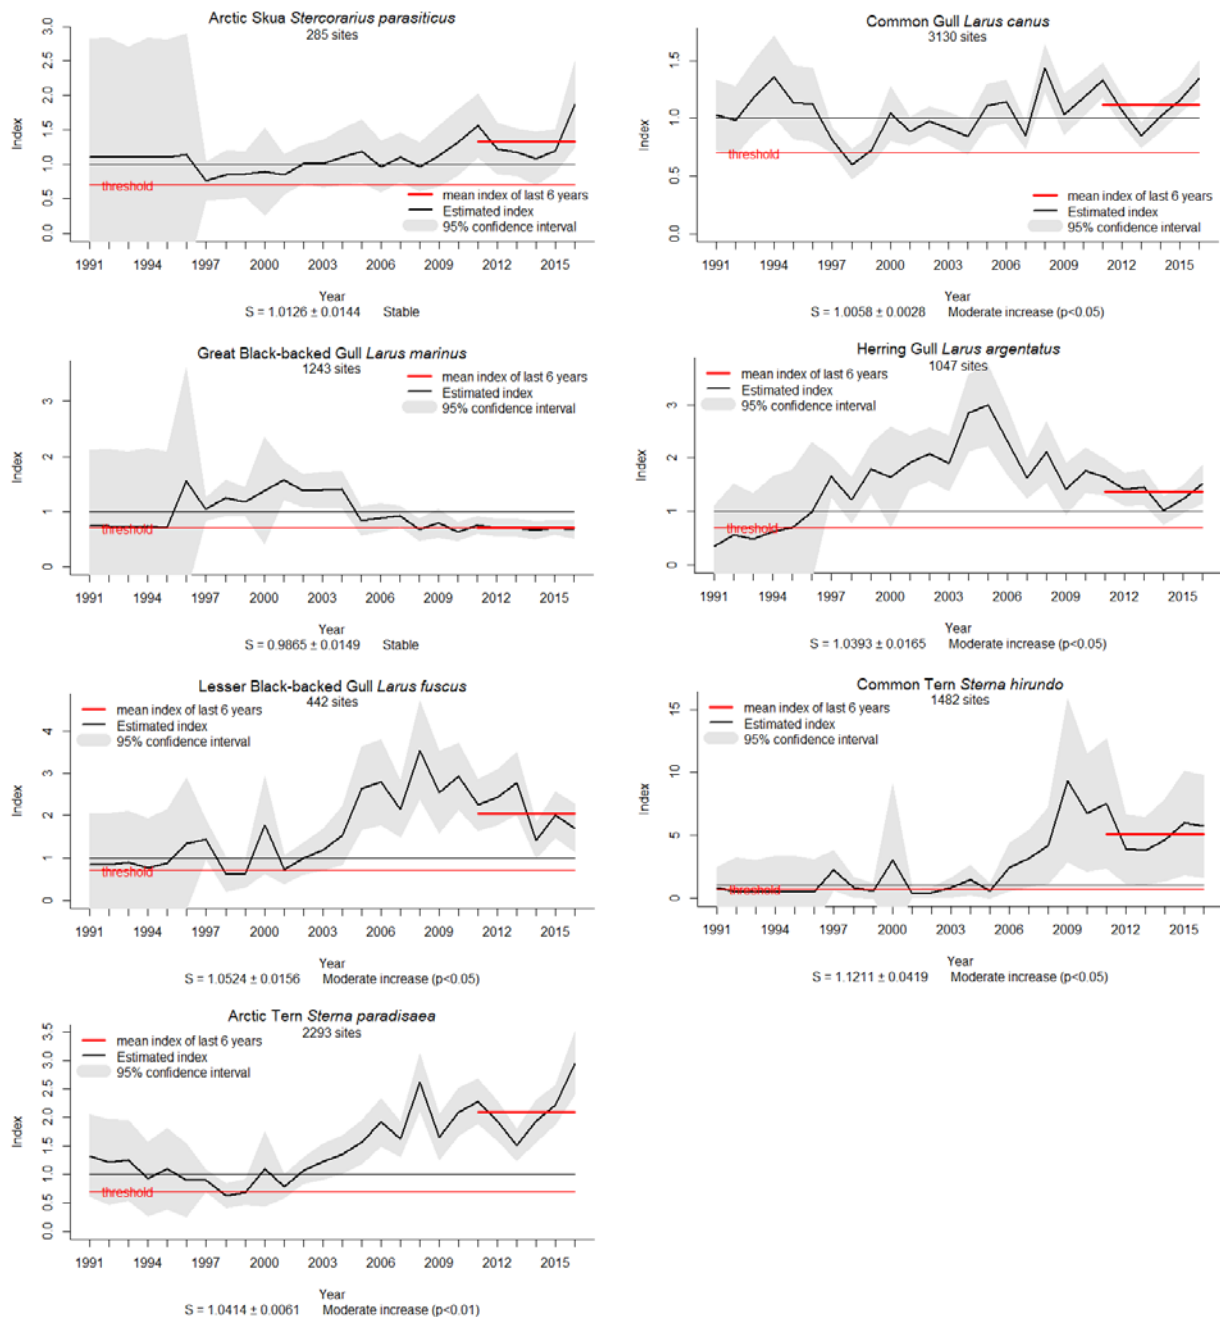 Arctic Skua Stercorarius parasiticus
285 sites
Index
0.0 0.5 1.0 1.5 2.0 2.5 3.0
threshold
mean index of last 6 years
Estimated index
95% confidence interval
1991 1994 1997 2000 2003 2006 2009 2012 2015
Year
S = 1.0126 ± 0.0144 Stable
Common Gull Larus canus
3130 sites
Index
0.0 0.5 1.0 1.5
threshold
mean index of last 6 years
Estimated index
95% confidence interval
1991 1994 1997 2000 2003 2006 2009 2012 2015
Year
S = 1.0058 ± 0.0028 Moderate increase (p<0.05)
Great Black-backed Gull Larus marinus
1243 sites
mean index of last 6 years
Estimated index
95% confidence interval
Index
0 1 2 3
threshold
1991 1994 1997 2000 2003 2006 2009 2012 2015
Year
S = 0.9865 ± 0.0149 Stable
Herring Gull Larus argentatus
1047 sites
mean index of last 6 years
Estimated index
95% confidence interval
Index
0 1 2 3
threshold
1991 1994 1997 2000 2003 2006 2009 2012 2015
Year
S = 1.0393 ± 0.0165 Moderate increase (p<0.05)
Lesser Black-backed Gull Larus fuscus
442 sites
mean index of last 6 years
Estimated index
95% confidence interval
Index
0 1 2 3 4
threshold
1991 1994 1997 2000 2003 2006 2009 2012 2015
Year
S = 1.0524 ± 0.0156 Moderate increase (p<0.05)
Common Tern Sterna hirundo
1482 sites
mean index of last 6 years
Estimated index
95% confidence interval
Index
0 5 10 15
threshold
1991 1994 1997 2000 2003 2006 2009 2012 2015
Year
S = 1.1211 ± 0.0419 Moderate increase (p<0.05)
Arctic Tern Sterna paradisaea
2293 sites
mean index of last 6 years
Estimated index
95% confidence interval
Index
0.0 0.5 1.0 1.5 2.0 2.5 3.0 3.5
threshold
1991 1994 1997 2000 2003 2006 2009 2012 2015
Year
S = 1.0414 ± 0.0061 Moderate increase (p<0.01)